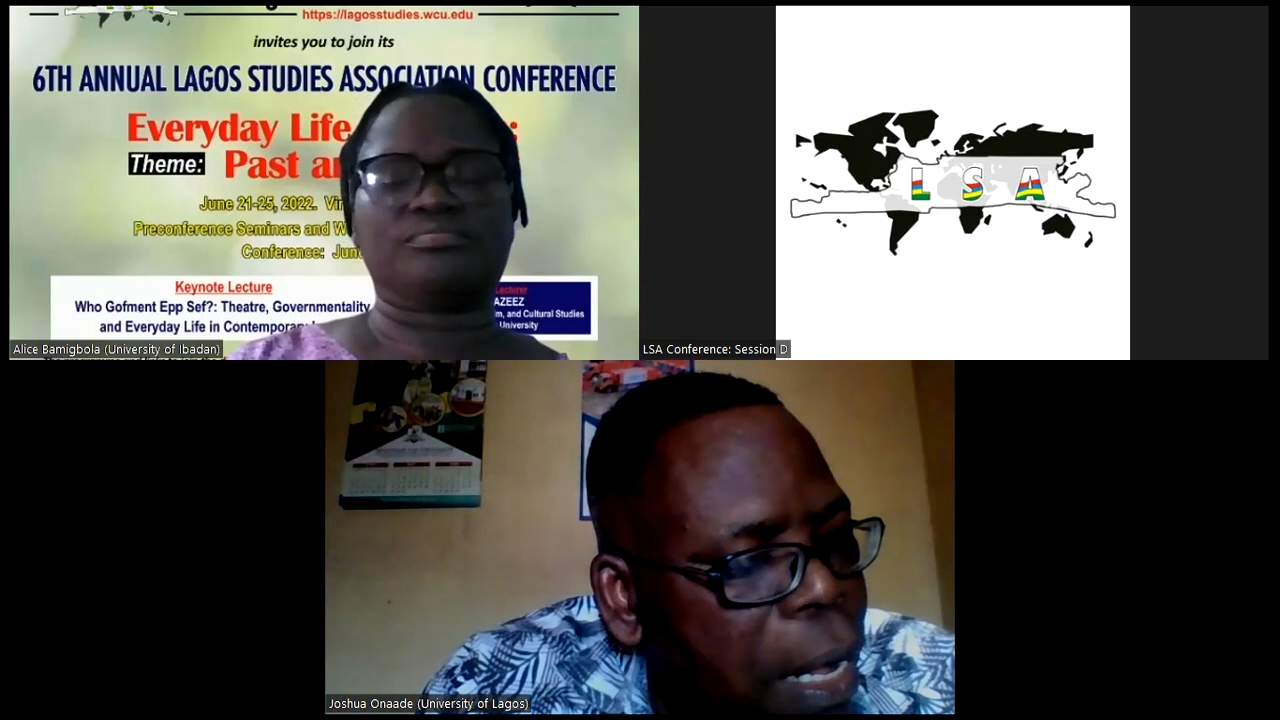 https://lagosstudies.wcu.edu
invites you to join its
6TH ANNUAL LAGOS STUDIES ASSOCIATION CONFERENCE
Everyday Life :
Theme: Past
June 21-25, 2022.
Preconference Seminars and
Conference:
Keynote Lecture
Who Gofment Epp Sef?: Theatre, Governmentality
and Everyday Life in Contemporary
Lecturer
AZEEZ
and Cultural Studies
University
Alice Bamigbola (University of Ibadan)
LSA
LSA Conference: Session D
Joshua Onaade (University of Lagos)